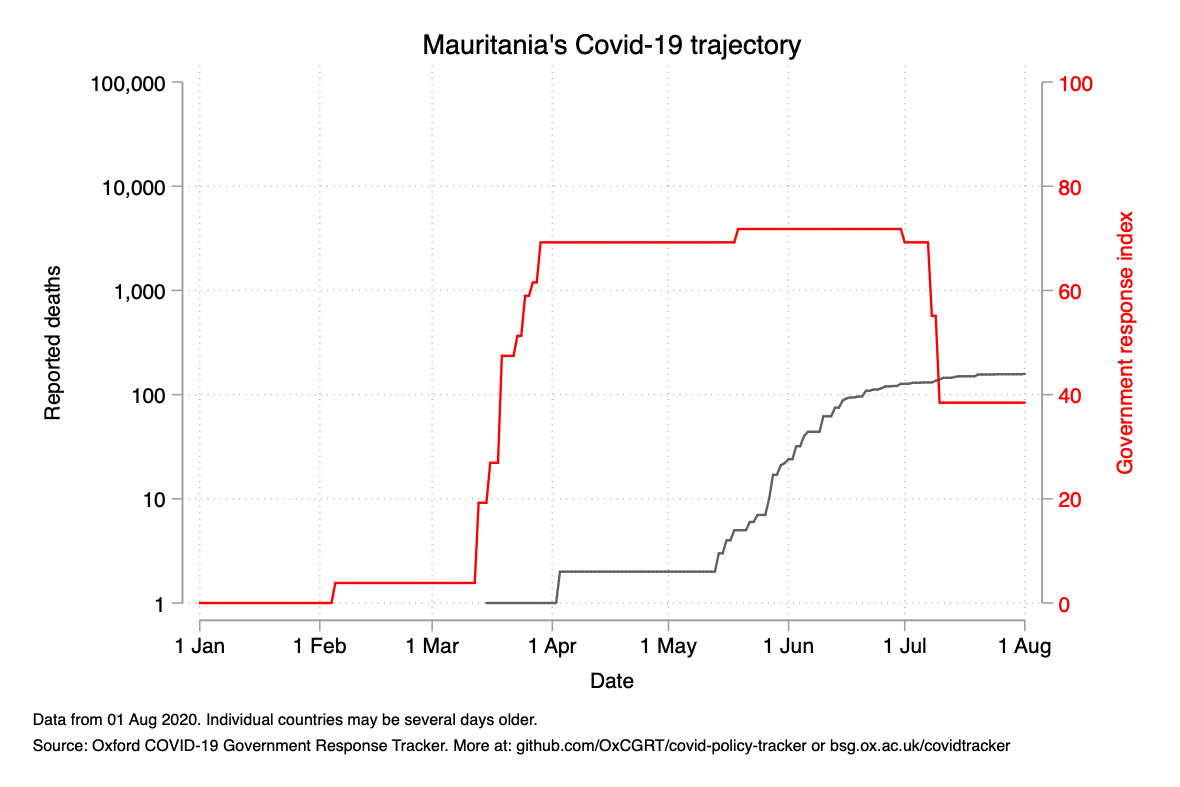 Mauritania's Covid-19 trajectory
100,000
10,000
1,000
100
10
1
Reported deaths
100
80
60
40
20
0
Government response index
1 Jan
1 Feb
1 Mar
1 Apr
1 May
1 Jun
1 Jul
1 Aug
Date
Data from 01 Aug 2020. Individual countries may be several days older.
Source: Oxford COVID-19 Government Response Tracker. More at: github.com/OxCGRT/covid-policy-tracker or bsg.ox.ac.uk/covidtracker